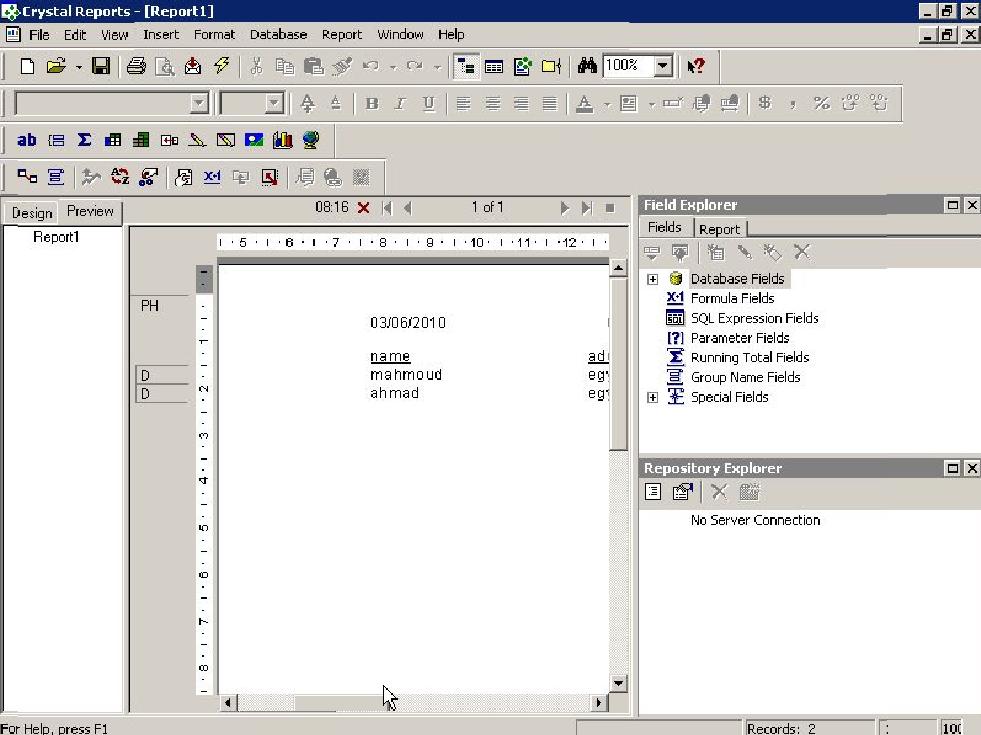 Crystal Reports - [Report1]
File Edit View Insert Format Database Report Window Help
100%
B I U $ , %
ab Σ
X·1
Design Preview 08:16 1 of 1
Report1
5 6 7 8 9 10 11 12
PH
03/06/2010
name
mahmoud
ahmad
D
D
1
2
3
4
5
6
7
8
Field Explorer
Fields Report
Database Fields
X·1 Formula Fields
SQL SQL Expression Fields
[?] Parameter Fields
Σ Running Total Fields
Group Name Fields
Special Fields
Repository Explorer
No Server Connection
For Help, press F1
Records: 2 :